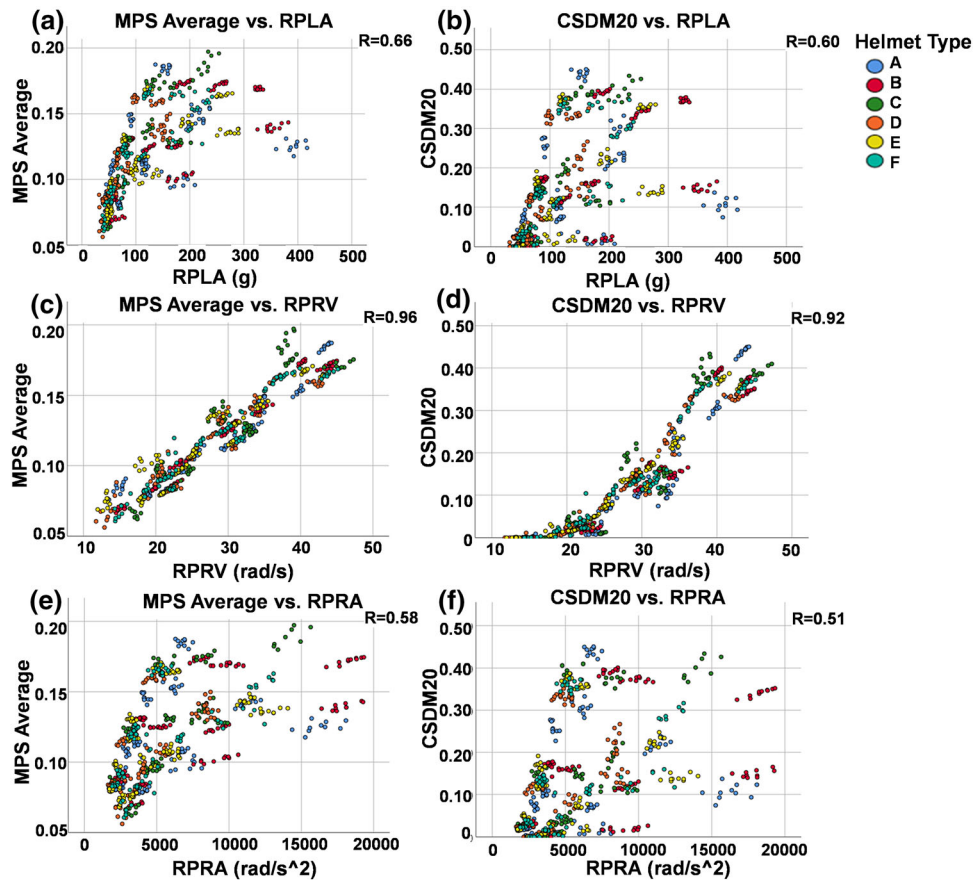 (a) MPS Average vs. RPLA
R=0.66
MPS Average
0.20
0.15
0.10
0.05
0 100 200 300 400 500
RPLA (g)
(b) CSDM20 vs. RPLA
R=0.60
CSDM20
0.50
0.40
0.30
0.20
0.10
0
0 100 200 300 400
RPLA (g)
Helmet Type
A
B
C
D
E
F
(c) MPS Average vs. RPRV
R=0.96
MPS Average
0.20
0.15
0.10
0.05
10 20 30 40 50
RPRV (rad/s)
(d) CSDM20 vs. RPRV
R=0.92
CSDM20
0.50
0.40
0.30
0.20
0.10
0
10 20 30 40 50
RPRV (rad/s)
(e) MPS Average vs. RPRA
R=0.58
MPS Average
0.20
0.15
0.10
0.05
0 5000 10000 15000 20000
RPRA (rad/s^2)
(f) CSDM20 vs. RPRA
R=0.51
CSDM20
0.50
0.40
0.30
0.20
0.10
0
0 5000 10000 15000 20000
RPRA (rad/s^2)